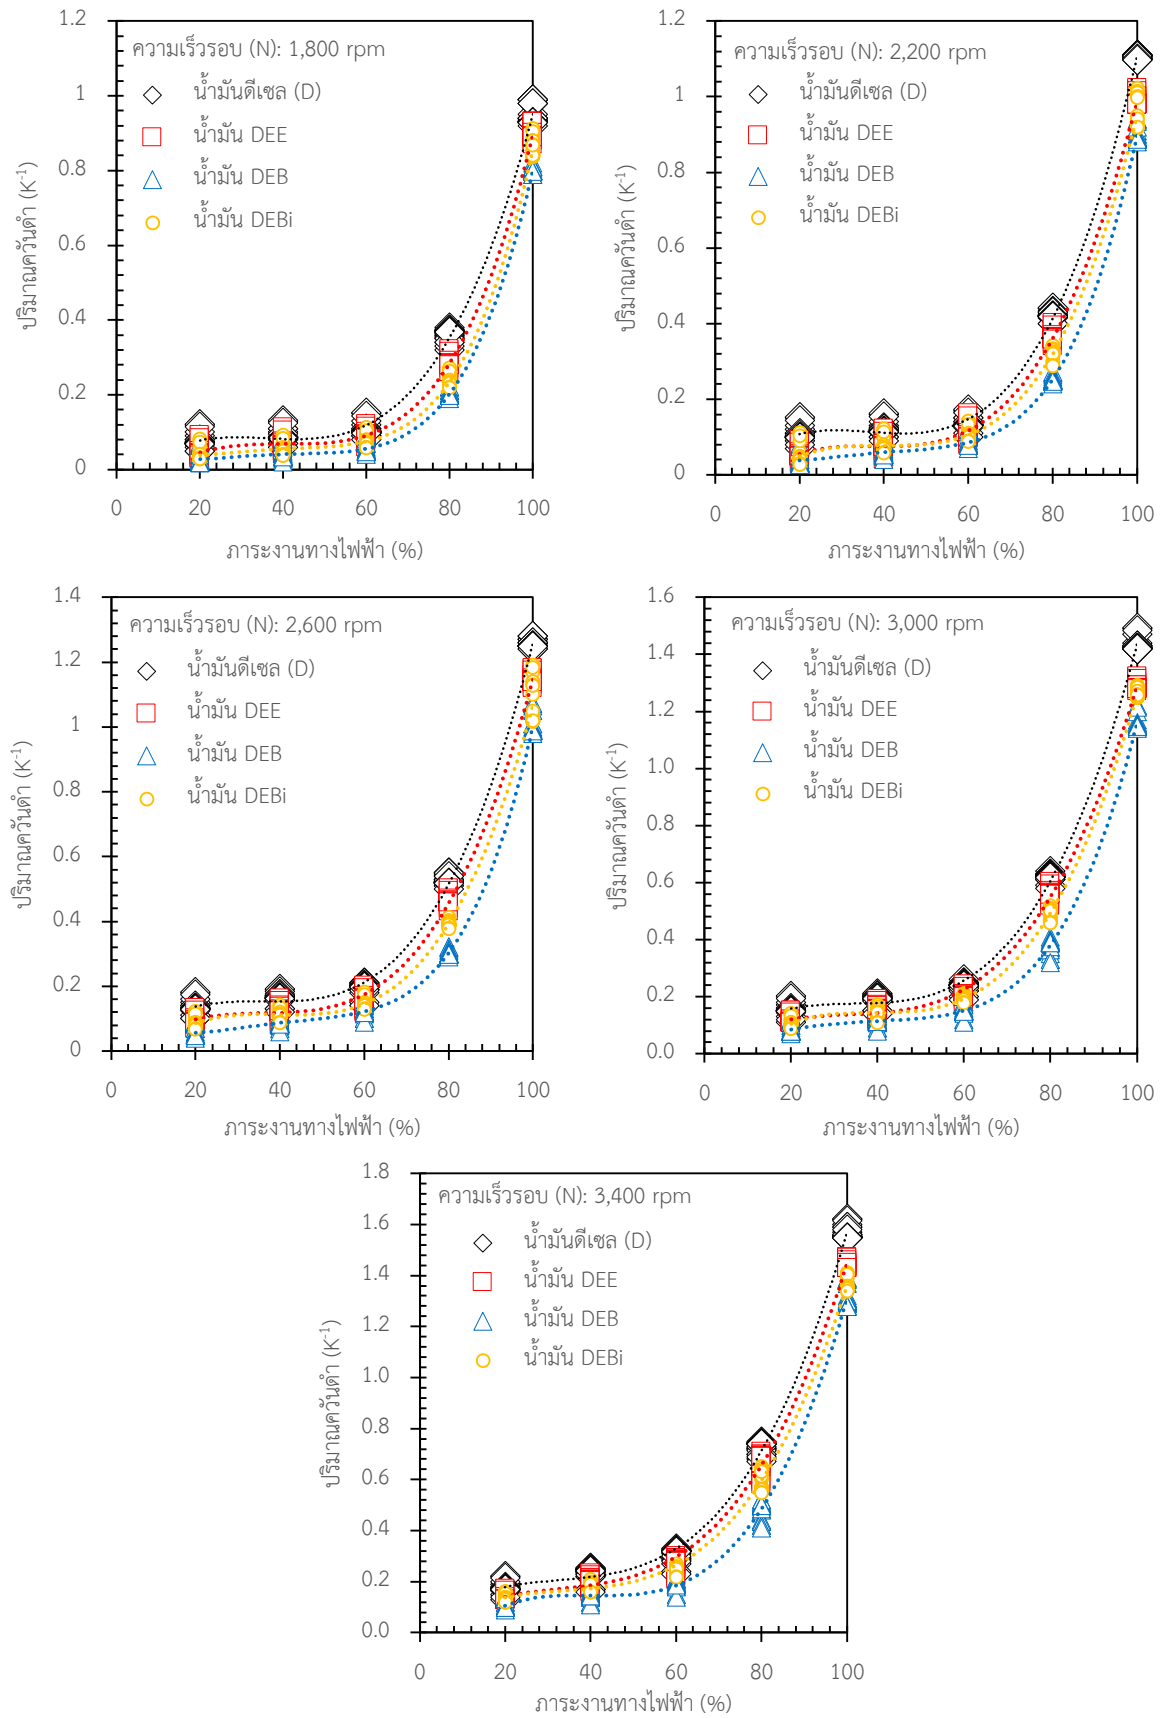 ความเร็วรอบ (N): 1,800 rpm
น้ำมันดีเซล (D)
น้ำมัน DEE
น้ำมัน DEB
น้ำมัน DEBi
ปริมาณควันดำ (K⁻¹)
1.2
1
0.8
0.6
0.4
0.2
0
0 20 40 60 80 100
ภาระงานทางไฟฟ้า (%)
ความเร็วรอบ (N): 2,200 rpm
น้ำมันดีเซล (D)
น้ำมัน DEE
น้ำมัน DEB
น้ำมัน DEBi
ปริมาณควันดำ (K⁻¹)
1.2
1
0.8
0.6
0.4
0.2
0
0 20 40 60 80 100
ภาระงานทางไฟฟ้า (%)
ความเร็วรอบ (N): 2,600 rpm
น้ำมันดีเซล (D)
น้ำมัน DEE
น้ำมัน DEB
น้ำมัน DEBi
ปริมาณควันดำ (K⁻¹)
1.4
1.2
1
0.8
0.6
0.4
0.2
0
0 20 40 60 80 100
ภาระงานทางไฟฟ้า (%)
ความเร็วรอบ (N): 3,000 rpm
น้ำมันดีเซล (D)
น้ำมัน DEE
น้ำมัน DEB
น้ำมัน DEBi
ปริมาณควันดำ (K⁻¹)
1.6
1.4
1.2
1.0
0.8
0.6
0.4
0.2
0.0
0 20 40 60 80 100
ภาระงานทางไฟฟ้า (%)
ความเร็วรอบ (N): 3,400 rpm
น้ำมันดีเซล (D)
น้ำมัน DEE
น้ำมัน DEB
น้ำมัน DEBi
ปริมาณควันดำ (K⁻¹)
1.8
1.6
1.4
1.2
1.0
0.8
0.6
0.4
0.2
0.0
0 20 40 60 80 100
ภาระงานทางไฟฟ้า (%)